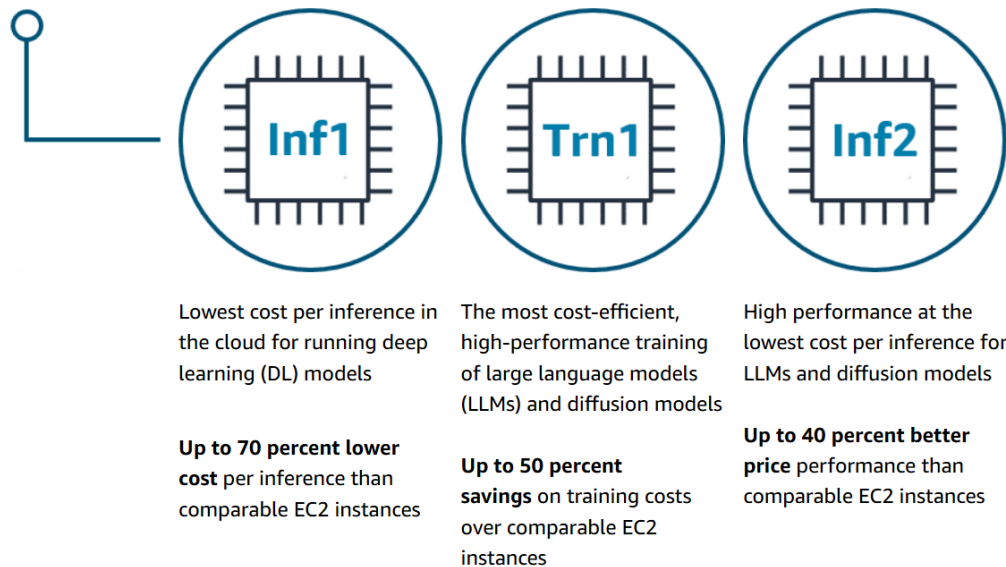 Inf1
Trn1
Inf2
Lowest cost per inference in
the cloud for running deep
learning (DL) models
Up to 70 percent lower
cost per inference than
comparable EC2 instances
The most cost-efficient,
high-performance training
of large language models
(LLMs) and diffusion models
Up to 50 percent
savings on training costs
over comparable EC2
instances
High performance at the
lowest cost per inference for
LLMs and diffusion models
Up to 40 percent better
price performance than
comparable EC2 instances